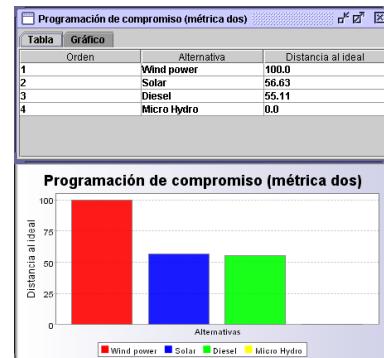 Programación de compromiso (métrica dos)
Tabla Gráfico
Orden Alternativa Distancia al ideal
1 Wind power 100.0
2 Solar 56.63
3 Diesel 55.11
4 Micro Hydro 0.0
Programación de compromiso (métrica dos)
100
75
50
25
0
Distancia al ideal
Alternativas
Wind power Solar Diesel Micro Hydro